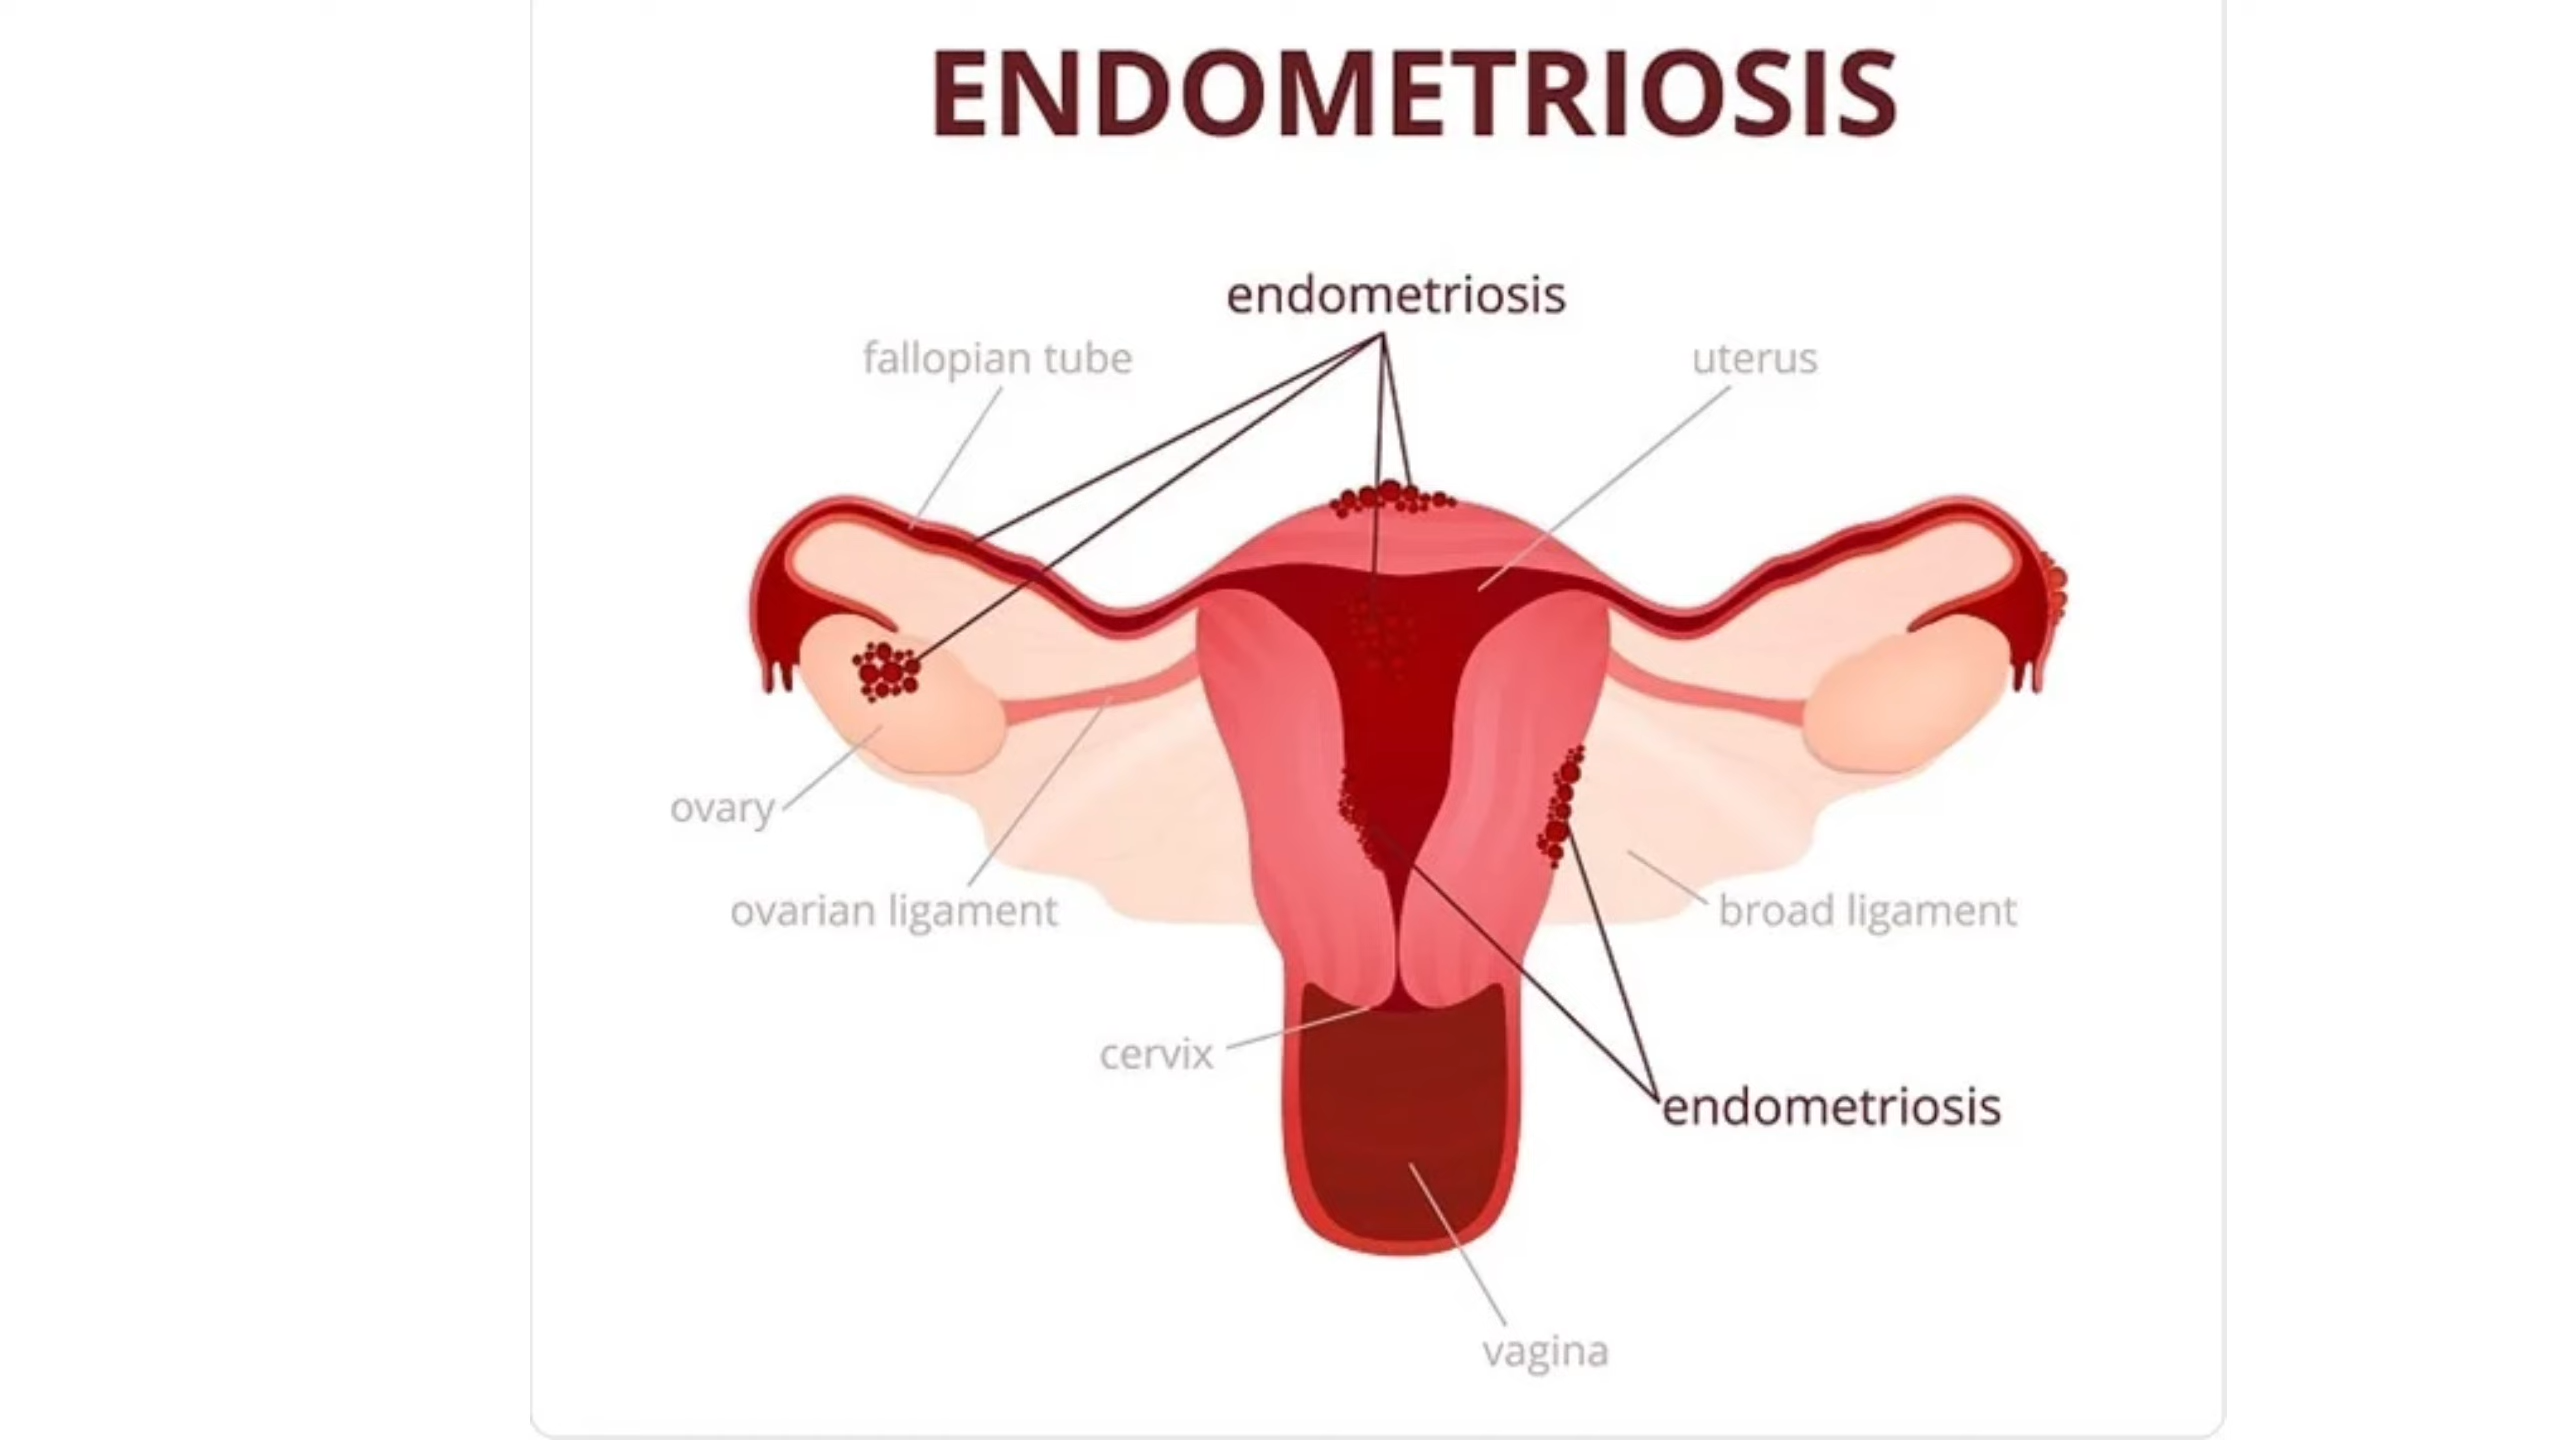 ENDOMETRIOSIS
endometriosis
fallopian tube
uterus
ovary
ovarian ligament
broad ligament
cervix
endometriosis
vagina